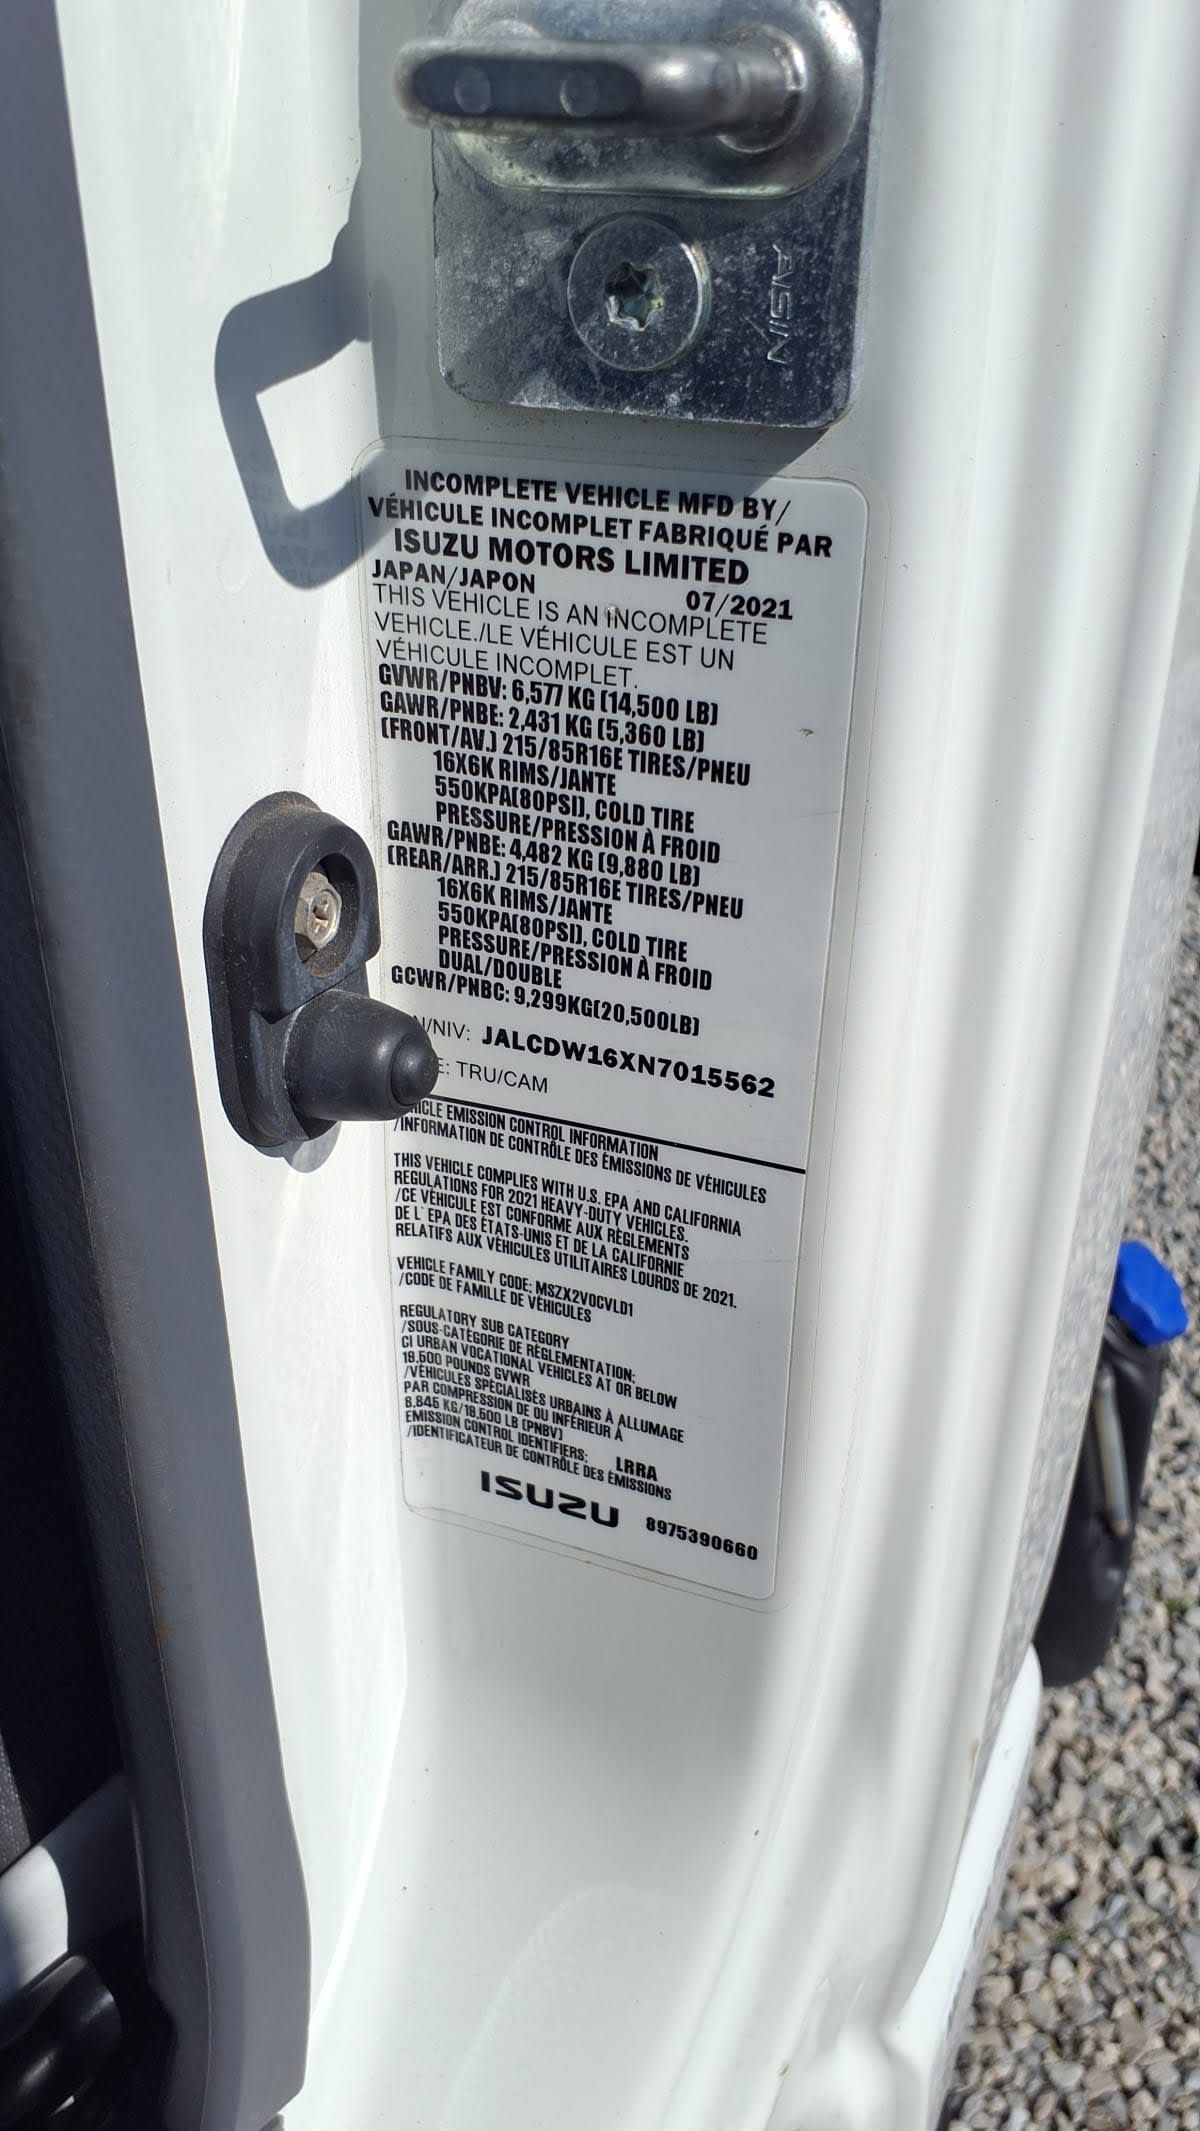 AISIN
INCOMPLETE VEHICLE MFD BY/
VÉHICULE INCOMPLET FABRIQUÉ PAR
ISUZU MOTORS LIMITED
JAPAN/JAPON 07/2021
THIS VEHICLE IS AN INCOMPLETE
VEHICLE./LE VÉHICULE EST UN
VÉHICULE INCOMPLET.
GVWR/PNBV: 6,577 KG (14,500 LB)
GAWR/PNBE: 2,431 KG (5,360 LB)
(FRONT/AV.) 215/85R16E TIRES/PNEU
16X6K RIMS/JANTE
550KPA(80PSI), COLD TIRE
PRESSURE/PRESSION À FROID
GAWR/PNBE: 4,482 KG (9,880 LB)
(REAR/ARR.) 215/85R16E TIRES/PNEU
16X6K RIMS/JANTE
550KPA(80PSI), COLD TIRE
PRESSURE/PRESSION À FROID
DUAL/DOUBLE
GCWR/PNBC: 9,299KG(20,500LB)
N/NIV: JALCDW16XN7015562
E: TRU/CAM
HICLE EMISSION CONTROL INFORMATION
/INFORMATION DE CONTRÔLE DES ÉMISSIONS DE VÉHICULES
THIS VEHICLE COMPLIES WITH U.S. EPA AND CALIFORNIA
REGULATIONS FOR 2021 HEAVY-DUTY VEHICLES.
/CE VÉHICULE EST CONFORME AUX RÈGLEMENTS
DE L'EPA DES ÉTATS-UNIS ET DE LA CALIFORNIE
RELATIFS AUX VÉHICULES UTILITAIRES LOURDS DE 2021.
VEHICLE FAMILY CODE: MSZX2VOCVLD1
/CODE DE FAMILLE DE VÉHICULES
REGULATORY SUB CATEGORY
/SOUS-CATÉGORIE DE RÉGLEMENTATION:
CI URBAN VOCATIONAL VEHICLES AT OR BELOW
19,500 POUNDS GVWR
/VÉHICULES SPÉCIALISÉS URBAINS À ALLUMAGE
PAR COMPRESSION DE OU INFÉRIEUR À
8,845 KG/19,500 LB (PNBV)
EMISSION CONTROL IDENTIFIERS: LRRA
/IDENTIFICATEUR DE CONTRÔLE DES ÉMISSIONS
ISUZU 8975390660